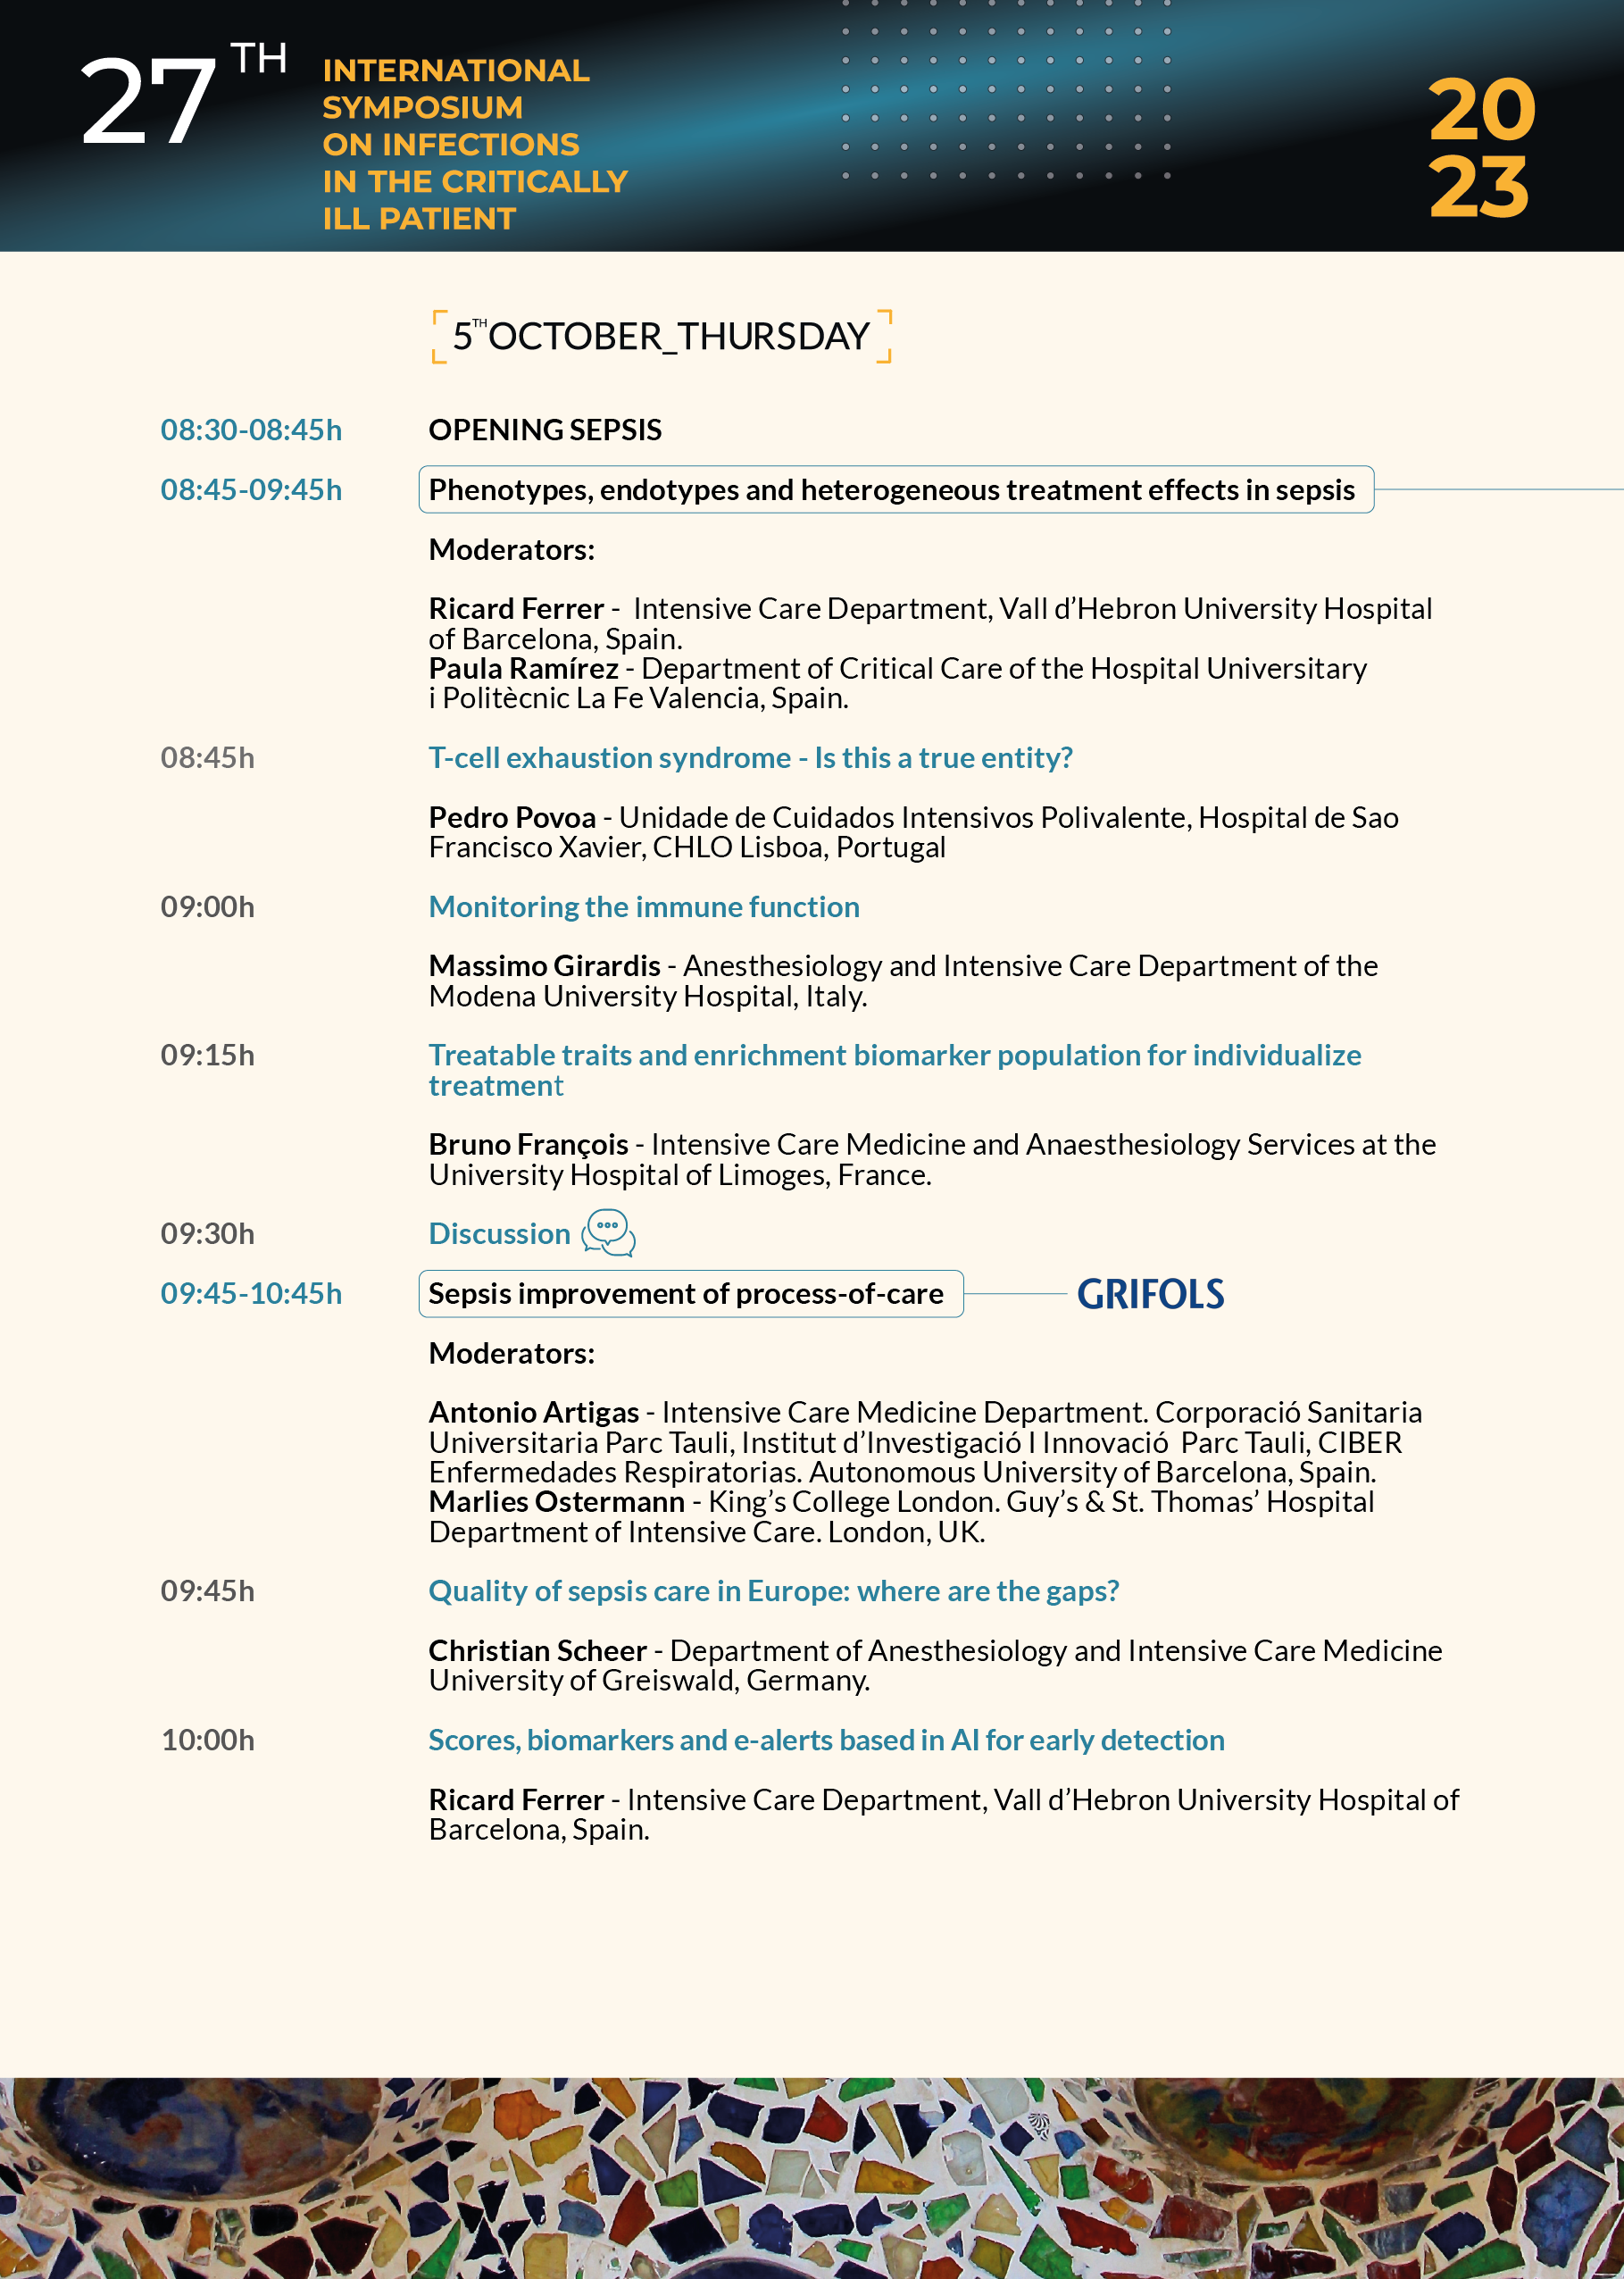 27TH
INTERNATIONAL
SYMPOSIUM
ON INFECTIONS
IN THE CRITICALLY
ILL PATIENT
20
23
5THOCTOBER_THURSDAY
08:30-08:45h OPENING SEPSIS
08:45-09:45h Phenotypes, endotypes and heterogeneous treatment effects in sepsis
Moderators:
Ricard Ferrer - Intensive Care Department, Vall d’Hebron University Hospital
of Barcelona, Spain.
Paula Ramírez - Department of Critical Care of the Hospital Universitary
i Politècnic La Fe Valencia, Spain.
08:45h T-cell exhaustion syndrome - Is this a true entity?
Pedro Povoa - Unidade de Cuidados Intensivos Polivalente, Hospital de Sao
Francisco Xavier, CHLO Lisboa, Portugal
09:00h Monitoring the immune function
Massimo Girardis - Anesthesiology and Intensive Care Department of the
Modena University Hospital, Italy.
09:15h Treatable traits and enrichment biomarker population for individualize
treatment
Bruno François - Intensive Care Medicine and Anaesthesiology Services at the
University Hospital of Limoges, France.
09:30h Discussion
09:45-10:45h Sepsis improvement of process-of-care GRIFOLS
Moderators:
Antonio Artigas - Intensive Care Medicine Department. Corporació Sanitaria
Universitaria Parc Tauli, Institut d’Investigació I Innovació Parc Tauli, CIBER
Enfermedades Respiratorias. Autonomous University of Barcelona, Spain.
Marlies Ostermann - King’s College London. Guy’s & St. Thomas’ Hospital
Department of Intensive Care. London, UK.
09:45h Quality of sepsis care in Europe: where are the gaps?
Christian Scheer - Department of Anesthesiology and Intensive Care Medicine
University of Greiswald, Germany.
10:00h Scores, biomarkers and e-alerts based in AI for early detection
Ricard Ferrer - Intensive Care Department, Vall d’Hebron University Hospital of
Barcelona, Spain.